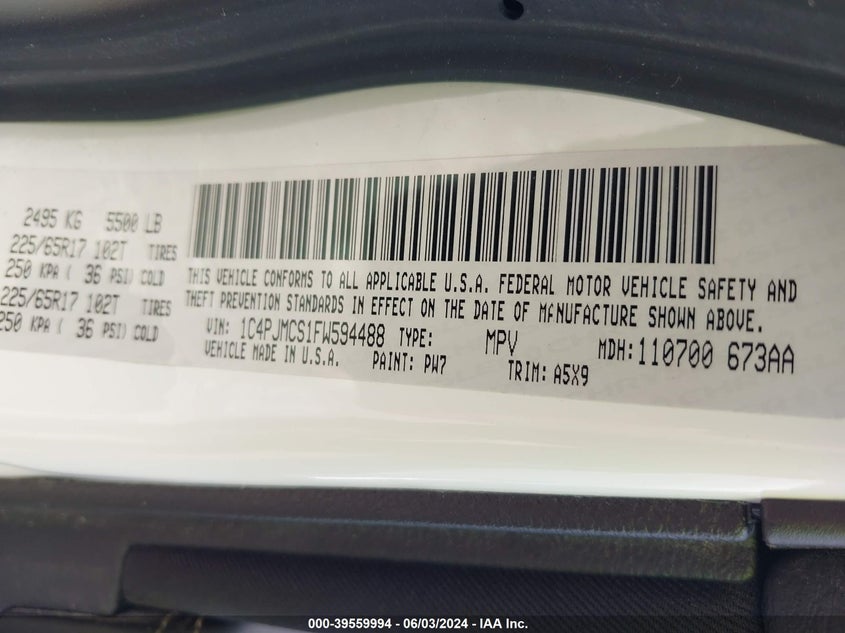 2495 KG 5500 LB
225/65R17 102T TIRES
250 KPA ( 36 PSI) COLD
225/65R17 102T TIRES
250 KPA ( 36 PSI) COLD
THIS VEHICLE CONFORMS TO ALL APPLICABLE U.S.A. FEDERAL MOTOR VEHICLE SAFETY AND
THEFT PREVENTION STANDARDS IN EFFECT ON THE DATE OF MANUFACTURE SHOWN ABOVE.
VIN: 1C4PJMCS1FW594488 TYPE: MPV MDH:110700 673AA
VEHICLE MADE IN U.S.A. PAINT: PW7 TRIM: A5X9
000-39559994 - 06/03/2024 - IAA Inc.